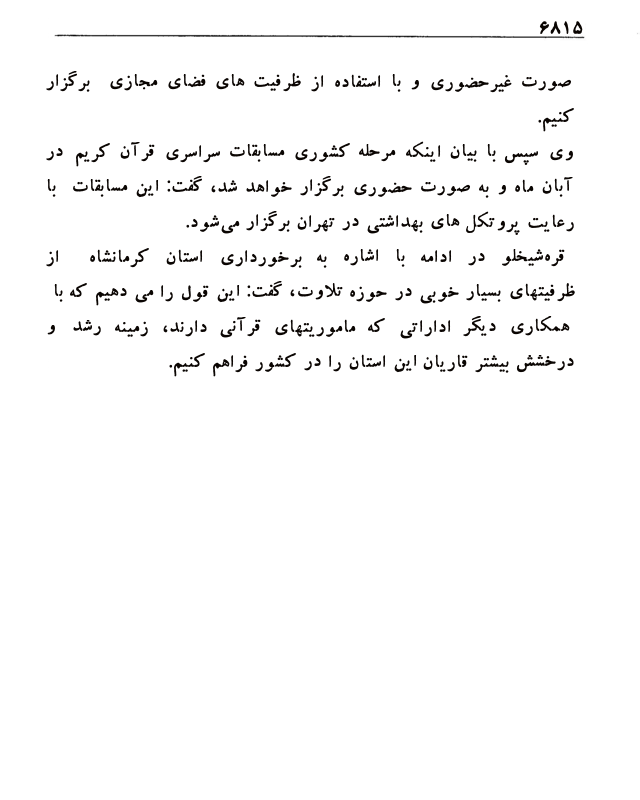 ۶۸۱۵
صورت غیرحضوری و با استفاده از ظرفیت های فضای مجازی برگزار
کنیم.
وی سپس با بیان اینکه مرحله کشوری مسابقات سراسری قرآن کریم در
آبان ماه و به صورت حضوری برگزار خواهد شد، گفت: این مسابقات با
رعایت پروتکل های بهداشتی در تهران برگزار می‌شود.
قره‌شیخلو در ادامه با اشاره به برخورداری استان کرمانشاه از
ظرفیتهای بسیار خوبی در حوزه تلاوت، گفت: این قول را می دهیم که با
همکاری دیگر اداراتی که ماموریتهای قرآنی دارند، زمینه رشد و
درخشش بیشتر قاریان این استان را در کشور فراهم کنیم.